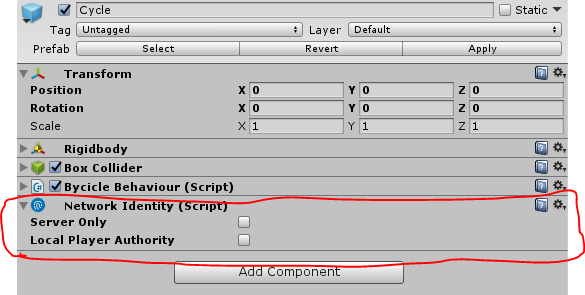 Cycle Static
Tag Untagged Layer Default
Prefab Select Revert Apply
Transform
Position X 0 Y 0 Z 0
Rotation X 0 Y 0 Z 0
Scale X 1 Y 1 Z 1
Rigidbody
Box Collider
Bycicle Behaviour (Script)
Network Identity (Script)
Server Only
Local Player Authority
Add Component